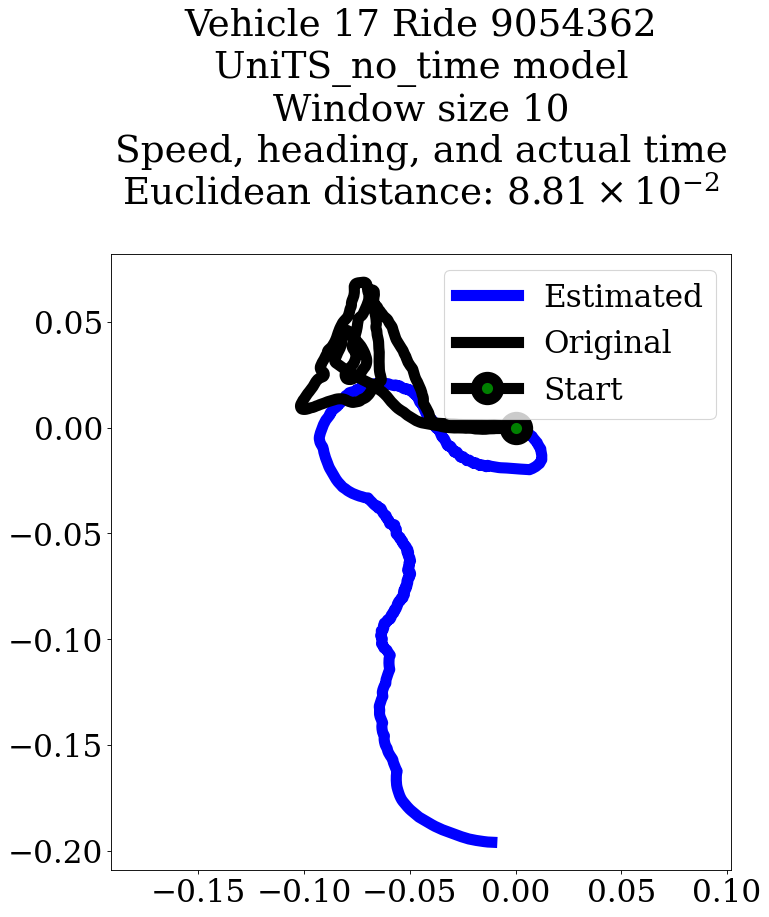 Vehicle 17 Ride 9054362
UniTS_no_time model
Window size 10
Speed, heading, and actual time
Euclidean distance: 8.81 × 10⁻²
Estimated
Original
Start
0.05
0.00
−0.05
−0.10
−0.15
−0.20
−0.15 −0.10 −0.05 0.00 0.05 0.10